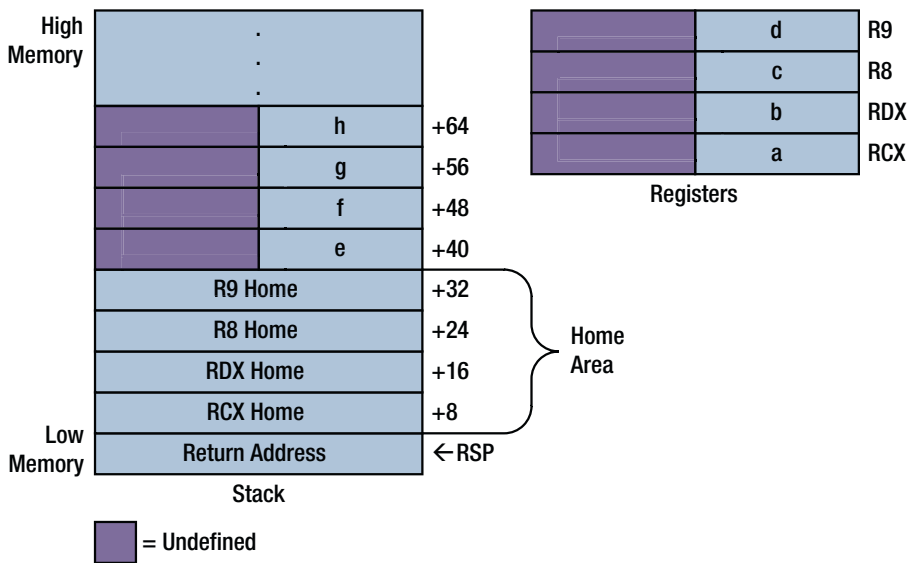 High
Memory
.
.
.
h
+64
g
+56
f
+48
e
+40
R9 Home
+32
R8 Home
+24
RDX Home
+16
RCX Home
+8
Low
Memory
Return Address
←RSP
Stack
Home
Area
d
R9
c
R8
b
RDX
a
RCX
Registers
= Undefined